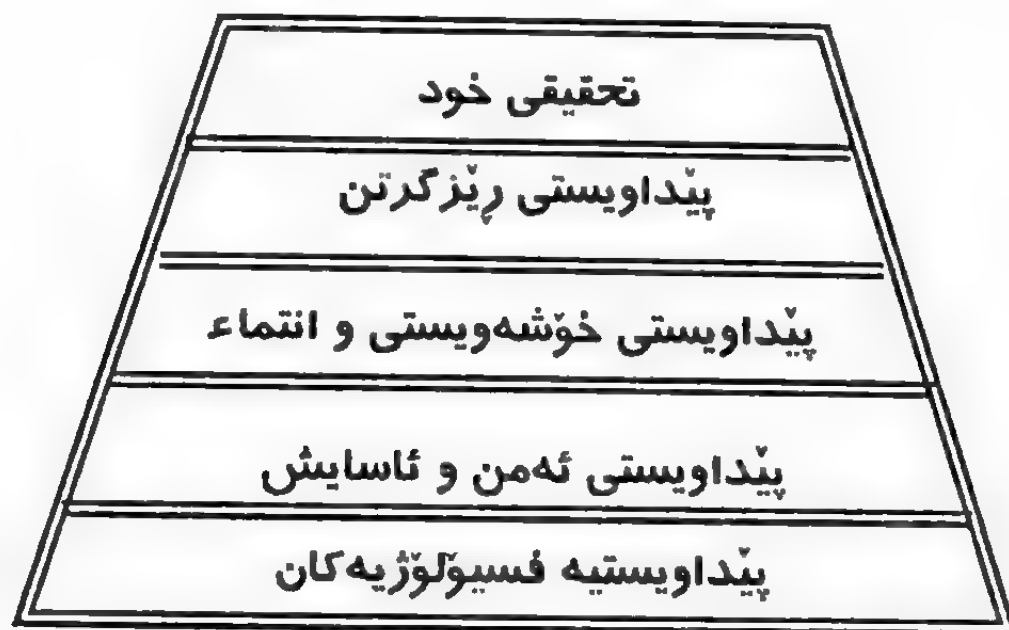 تحقیقی خود
پێداویستی ڕێزگرتن
پێداویستی خۆشەویستی و انتماء
پێداویستی ئەمن و ئاسایش
پێداویستیە فسیۆلۆژیەکان